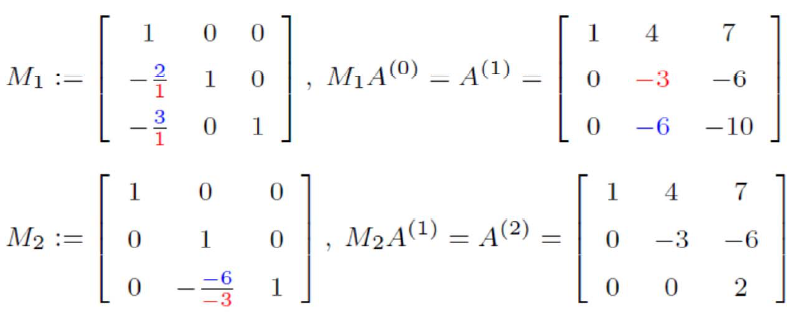 M₁ := [ 1 0 0 ; −2/1 1 0 ; −3/1 0 1 ] , M₁A⁽⁰⁾ = A⁽¹⁾ = [ 1 4 7 ; 0 −3 −6 ; 0 −6 −10 ]
M₂ := [ 1 0 0 ; 0 1 0 ; 0 −−6/−3 1 ] , M₂A⁽¹⁾ = A⁽²⁾ = [ 1 4 7 ; 0 −3 −6 ; 0 0 2 ]